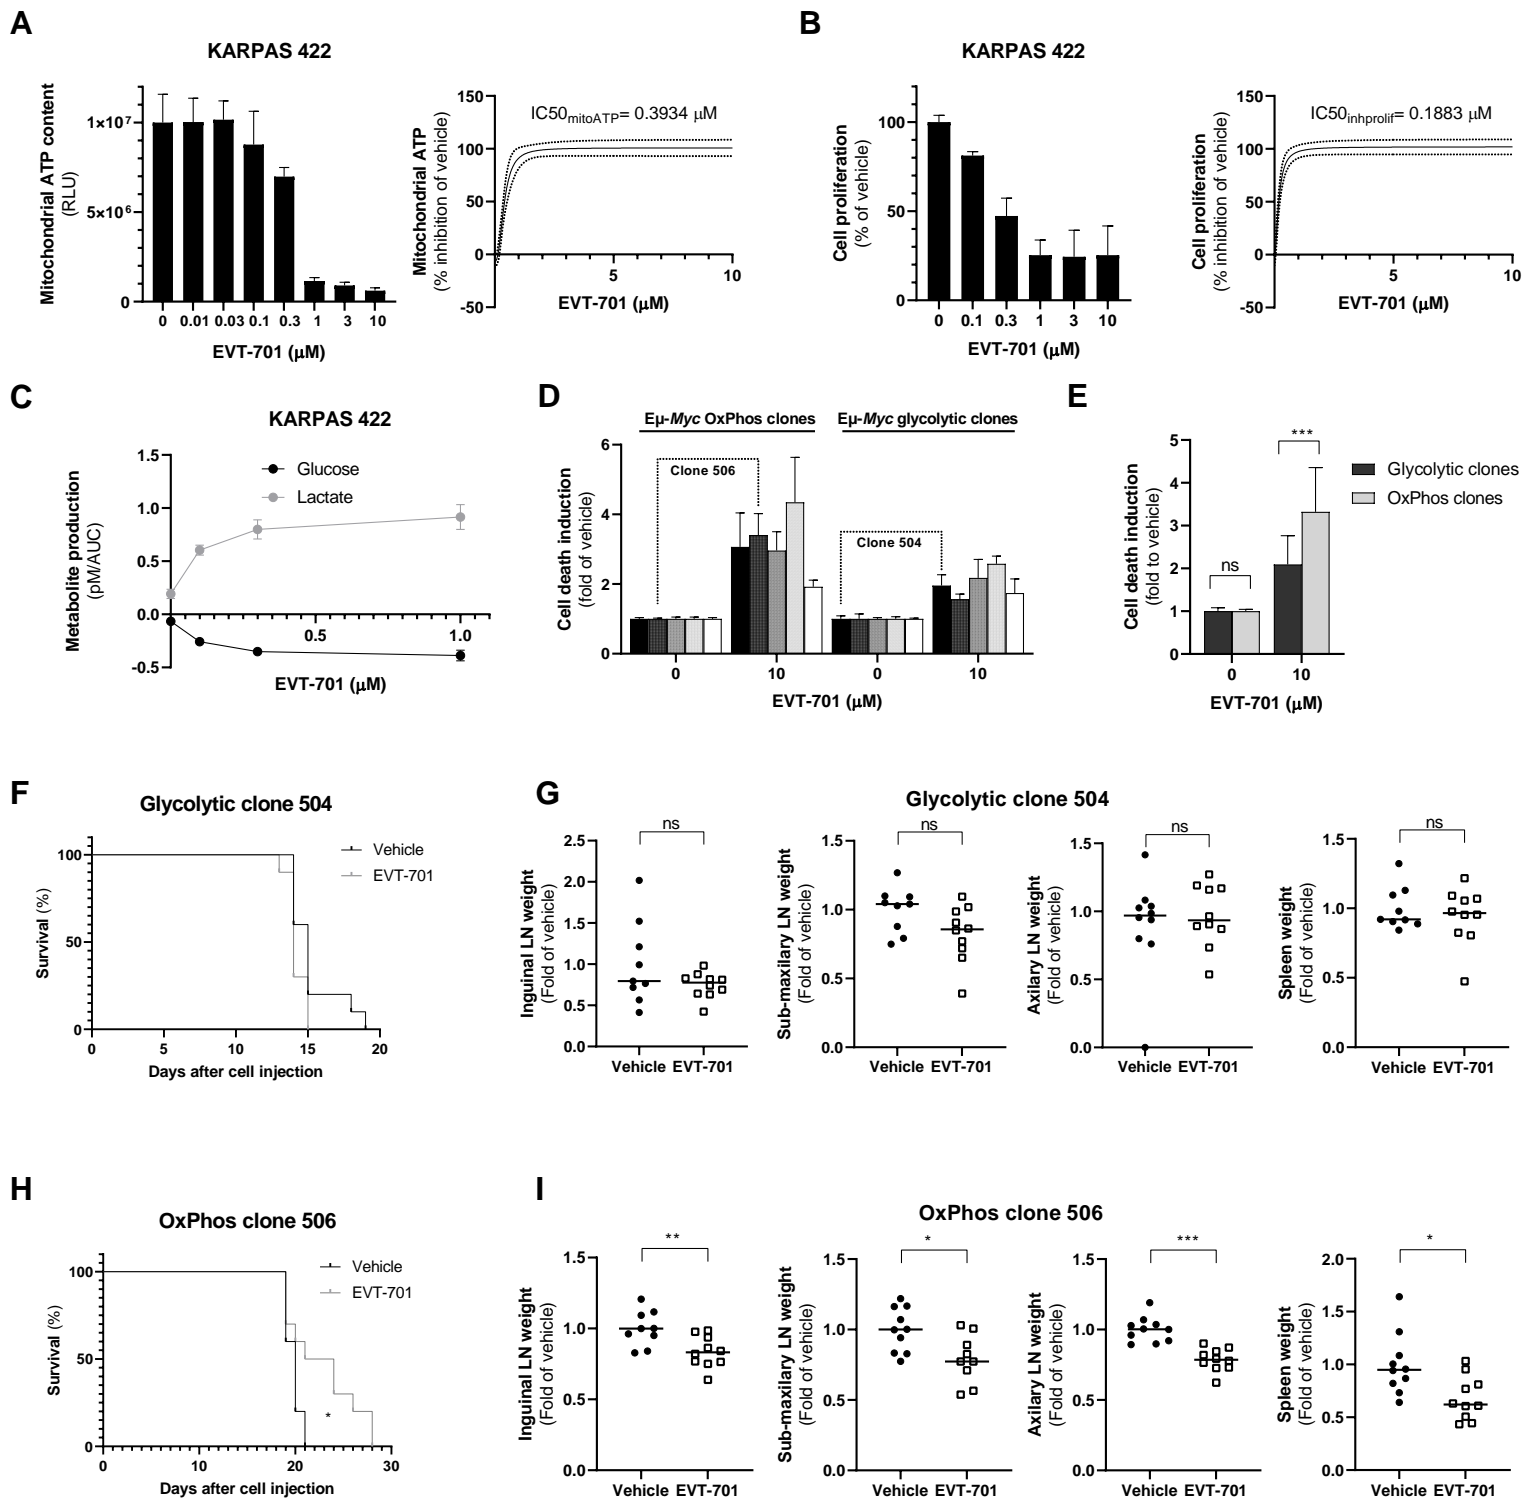 A
KARPAS 422
Mitochondrial ATP content
(RLU)
1×10⁷
5×10⁶
0
0 0.01 0.03 0.1 0.3 1 3 10
EVT-701 (μM)
Mitochondrial ATP
(% inhibition of vehicle)
150
100
50
0
-50
IC50mitoATP= 0.3934 μM
5 10
EVT-701 (μM)
B
KARPAS 422
Cell proliferation
(% of vehicle)
100
50
0
0 0.1 0.3 1 3 10
EVT-701 (μM)
Cell proliferation
(% inhibition of vehicle)
150
100
50
0
-50
IC50inhprolif= 0.1883 μM
5 10
EVT-701 (μM)
C
KARPAS 422
Metabolite production
(pM/AUC)
1.5
1.0
0.5
0.0
-0.5
Glucose
Lactate
0.5 1.0
EVT-701 (μM)
D
Eμ-Myc OxPhos clones
Eμ-Myc glycolytic clones
Cell death induction
(fold of vehicle)
6
4
2
0
Clone 506
Clone 504
0 10 0 10
EVT-701 (μM)
E
Cell death induction
(fold to vehicle)
5
4
3
2
1
0
ns
***
0 10
EVT-701 (μM)
Glycolytic clones
OxPhos clones
F
Glycolytic clone 504
Survival (%)
100
50
0
0 5 10 15 20
Days after cell injection
Vehicle
EVT-701
G
Glycolytic clone 504
Inguinal LN weight
(Fold of vehicle)
2.5
2.0
1.5
1.0
0.5
0.0
ns
Vehicle EVT-701
Sub-maxilary LN weight
(Fold of vehicle)
1.5
1.0
0.5
0.0
ns
Vehicle EVT-701
Axilary LN weight
(Fold of vehicle)
1.5
1.0
0.5
0.0
ns
Vehicle EVT-701
Spleen weight
(Fold of vehicle)
1.5
1.0
0.5
0.0
ns
Vehicle EVT-701
H
OxPhos clone 506
Survival (%)
100
50
0
0 10 20 30
Days after cell injection
Vehicle
EVT-701
*
I
OxPhos clone 506
Inguinal LN weight
(Fold of vehicle)
1.5
1.0
0.5
0.0
**
Vehicle EVT-701
Sub-maxilary LN weight
(Fold of vehicle)
1.5
1.0
0.5
0.0
*
Vehicle EVT-701
Axilary LN weight
(Fold of vehicle)
1.5
1.0
0.5
0.0
***
Vehicle EVT-701
Spleen weight
(Fold of vehicle)
2.0
1.5
1.0
0.5
0.0
*
Vehicle EVT-701